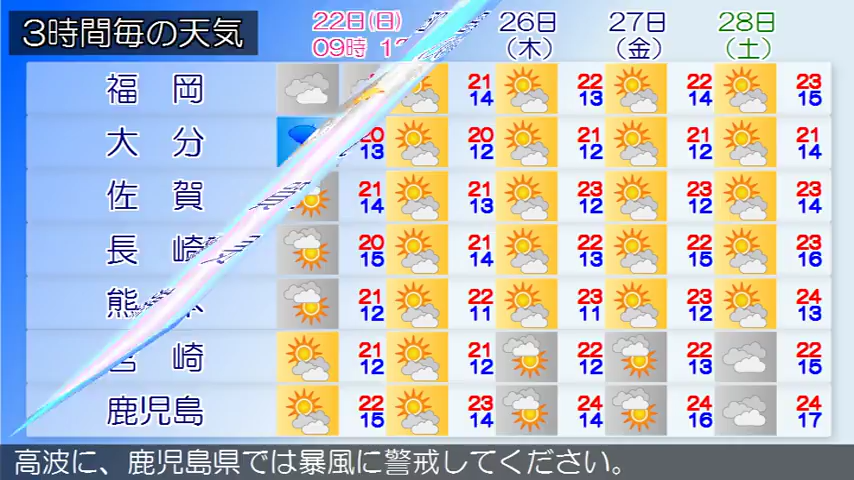 3時間毎の天気
22日(日) 26日 27日 28日
09時 (木) (金) (土)
福岡 21 22 22 23
14 13 14 15
大分 20 20 21 21 21
13 12 12 12 14
佐賀 21 21 23 23 23
14 13 12 12 14
長崎 20 21 22 22 23
15 14 13 15 16
熊 21 22 23 23 24
12 11 11 12 13
宮崎 21 21 22 22 22
12 12 12 13 15
鹿児島 22 23 24 24 24
15 14 14 16 17
高波に、鹿児島県では暴風に警戒してください。